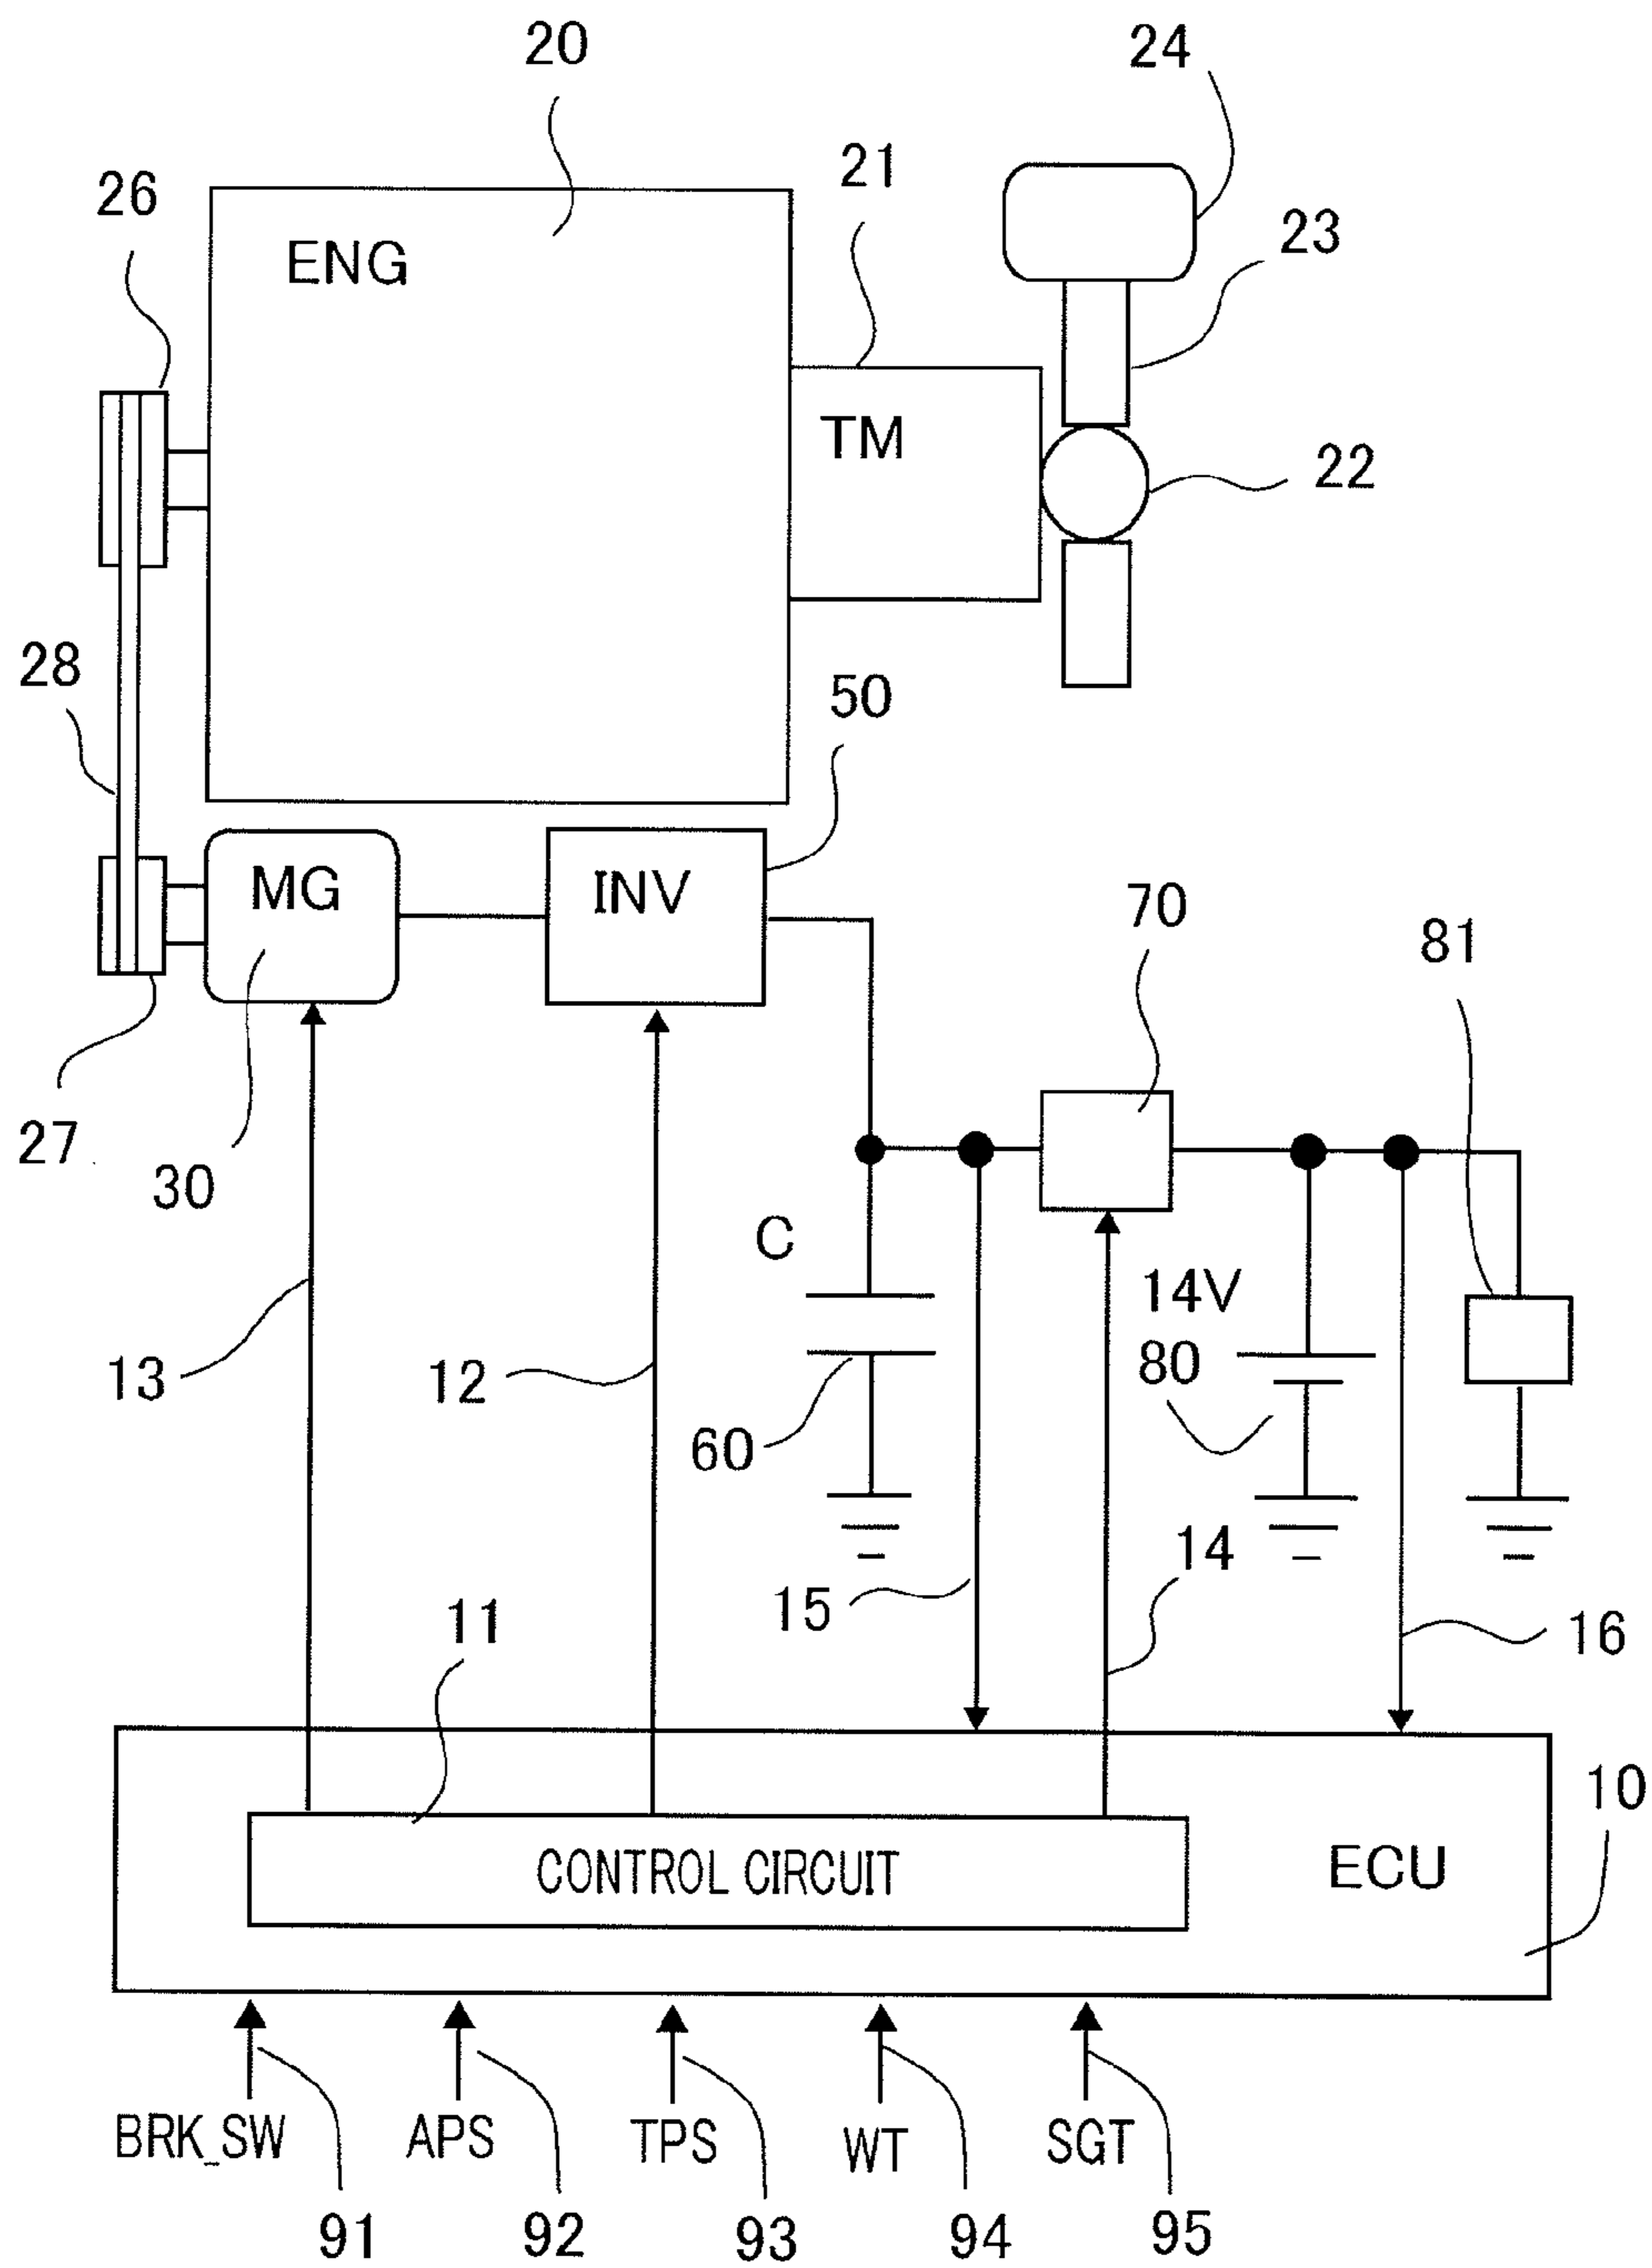 20
24
21
26
23
ENG
TM
22
28
50
MG
INV
70
81
27
30
C
14V
13
12
80
60
14
15
11
16
10
CONTROL CIRCUIT
ECU
BRK_SW
APS
TPS
WT
SGT
91
92
93
94
95